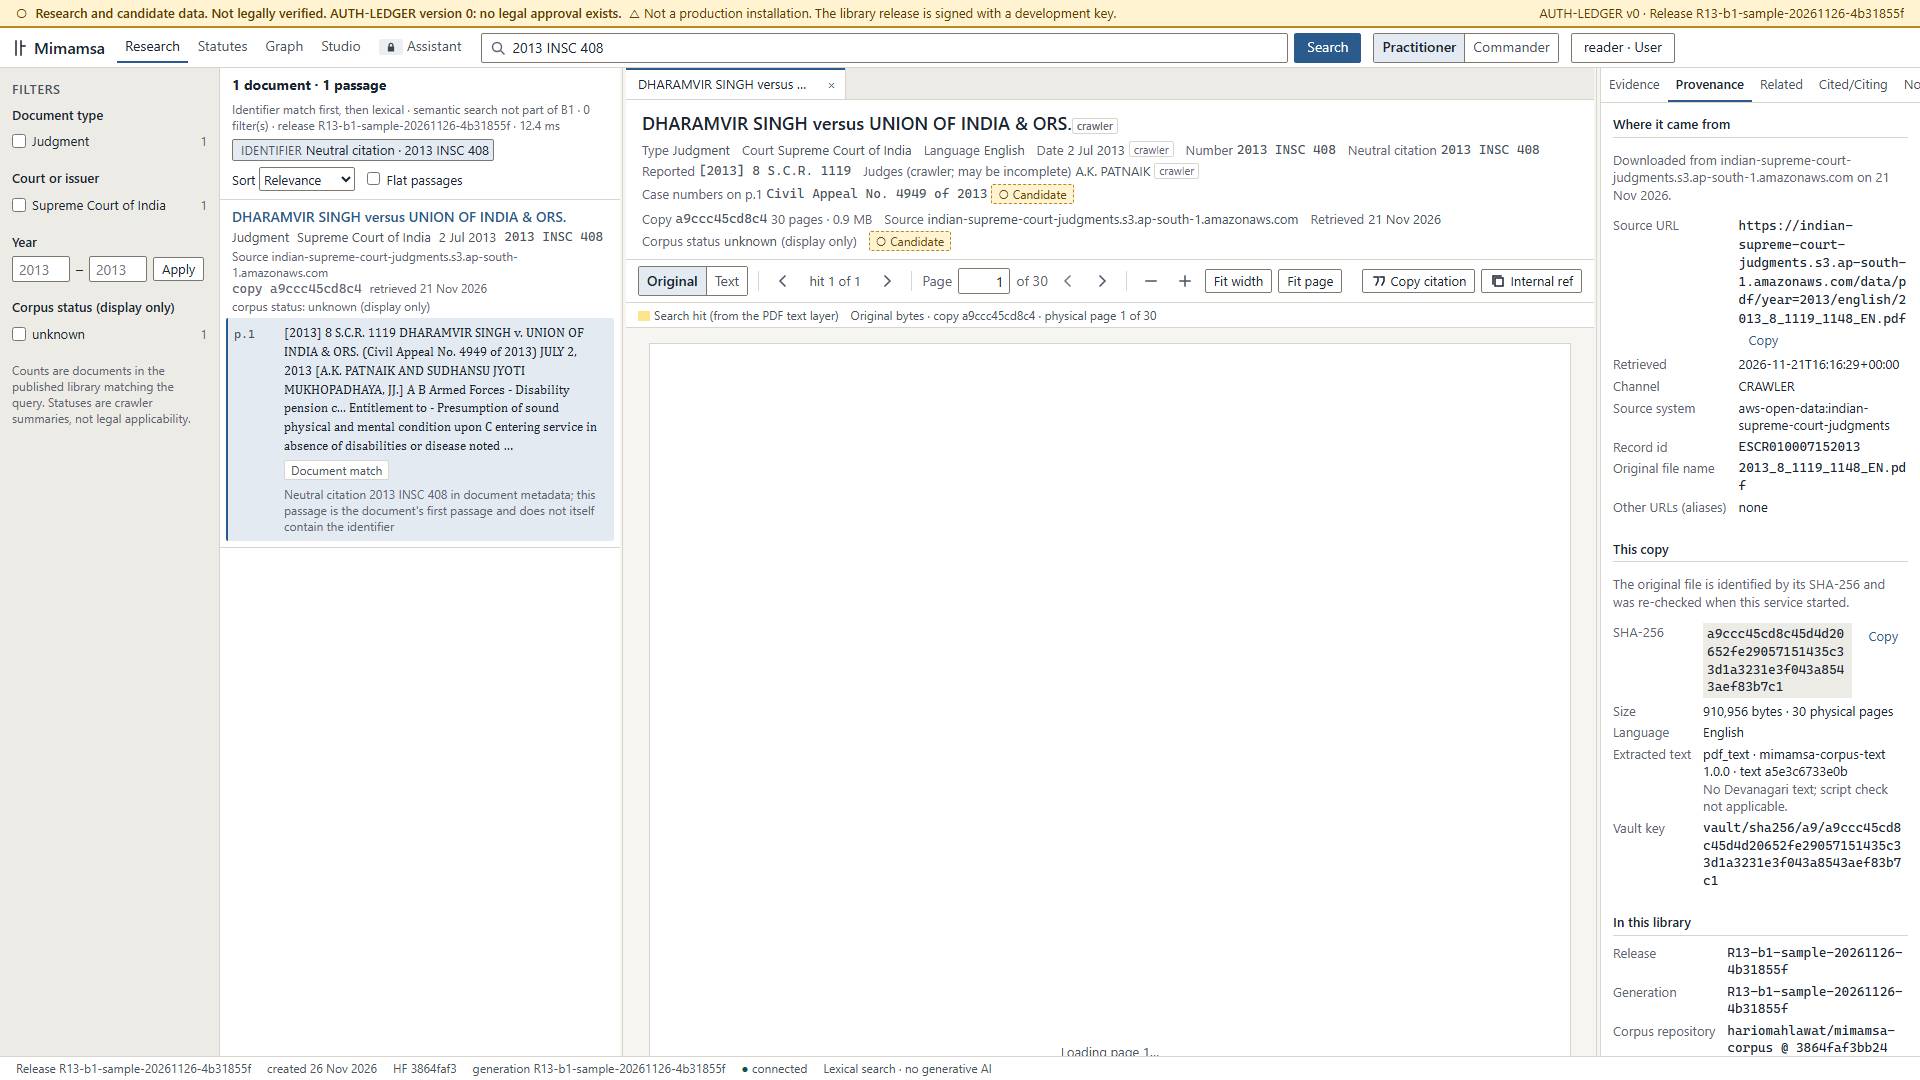 Research and candidate data. Not legally verified. AUTH-LEDGER version 0: no legal approval exists. ⚠ Not a production installation. The library release is signed with a development key.
AUTH-LEDGER v0 · Release R13-b1-sample-20261126-4b31855f
Mimamsa
Research
Statutes
Graph
Studio
Assistant
2013 INSC 408
Search
Practitioner
Commander
reader · User
FILTERS
Document type
Judgment 1
Court or issuer
Supreme Court of India 1
Year
2013 – 2013 Apply
Corpus status (display only)
unknown 1
Counts are documents in the
published library matching the
query. Statuses are crawler
summaries, not legal applicability.
1 document · 1 passage
Identifier match first, then lexical · semantic search not part of B1 · 0
filter(s) · release R13-b1-sample-20261126-4b31855f · 12.4 ms
IDENTIFIER Neutral citation · 2013 INSC 408
Sort Relevance Flat passages
DHARAMVIR SINGH versus UNION OF INDIA & ORS.
Judgment Supreme Court of India 2 Jul 2013 2013 INSC 408
Source indian-supreme-court-judgments.s3.ap-south-
1.amazonaws.com
copy a9ccc45cd8c4 retrieved 21 Nov 2026
corpus status: unknown (display only)
p.1
[2013] 8 S.C.R. 1119 DHARAMVIR SINGH v. UNION OF
INDIA & ORS. (Civil Appeal No. 4949 of 2013) JULY 2,
2013 [A.K. PATNAIK AND SUDHANSU JYOTI
MUKHOPADHAYA, JJ.] A B Armed Forces - Disability
pension c... Entitlement to - Presumption of sound
physical and mental condition upon C entering service in
absence of disabilities or disease noted ...
Document match
Neutral citation 2013 INSC 408 in document metadata; this
passage is the document's first passage and does not itself
contain the identifier
DHARAMVIR SINGH versus ... ×
DHARAMVIR SINGH versus UNION OF INDIA & ORS. crawler
Type Judgment Court Supreme Court of India Language English Date 2 Jul 2013 crawler Number 2013 INSC 408 Neutral citation 2013 INSC 408
Reported [2013] 8 S.C.R. 1119 Judges (crawler; may be incomplete) A.K. PATNAIK crawler
Case numbers on p.1 Civil Appeal No. 4949 of 2013 Candidate
Copy a9ccc45cd8c4 30 pages · 0.9 MB Source indian-supreme-court-judgments.s3.ap-south-1.amazonaws.com Retrieved 21 Nov 2026
Corpus status unknown (display only) Candidate
Original Text hit 1 of 1 Page 1 of 30 Fit width Fit page Copy citation Internal ref
Search hit (from the PDF text layer) Original bytes · copy a9ccc45cd8c4 · physical page 1 of 30
Loading page 1...
Evidence
Provenance
Related
Cited/Citing
No
Where it came from
Downloaded from indian-supreme-court-
judgments.s3.ap-south-1.amazonaws.com on 21
Nov 2026.
Source URL https://indian-
supreme-court-
judgments.s3.ap-south-
1.amazonaws.com/data/p
df/year=2013/english/2
013_8_1119_1148_EN.pdf
Copy
Retrieved 2026-11-21T16:16:29+00:00
Channel CRAWLER
Source system aws-open-data:indian-
supreme-court-judgments
Record id ESCR010007152013
Original file name 2013_8_1119_1148_EN.pd
f
Other URLs (aliases) none
This copy
The original file is identified by its SHA-256 and
was re-checked when this service started.
SHA-256 a9ccc45cd8c45d4d20 Copy
652fe29057151435c3
3d1a3231e3f043a854
3aef83b7c1
Size 910,956 bytes · 30 physical pages
Language English
Extracted text pdf_text · mimamsa-corpus-text
1.0.0 · text a5e3c6733e0b
No Devanagari text; script check
not applicable.
Vault key vault/sha256/a9/a9ccc45cd8
c45d4d20652fe29057151435c3
3d1a3231e3f043a8543aef83b7
c1
In this library
Release R13-b1-sample-20261126-
4b31855f
Generation R13-b1-sample-20261126-
4b31855f
Corpus repository hariomahlawat/mimamsa-
corpus @ 3864faf3bb24
Release R13-b1-sample-20261126-4b31855f created 26 Nov 2026 HF 3864faf3 generation R13-b1-sample-20261126-4b31855f ● connected Lexical search · no generative AI